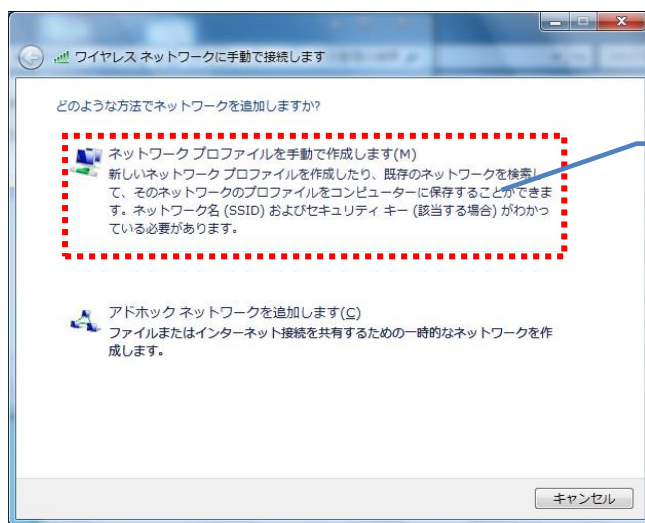 ワイヤレス ネットワークに手動で接続します
どのような方法でネットワークを追加しますか?
ネットワーク プロファイルを手動で作成します(M)
新しいネットワーク プロファイルを作成したり、既存のネットワークを検索し
て、そのネットワークのプロファイルをコンピューターに保存することができま
す。ネットワーク名 (SSID) およびセキュリティ キー (該当する場合) がわかっ
ている必要があります。
アドホック ネットワークを追加します(C)
ファイルまたはインターネット接続を共有するための一時的なネットワークを作
成します。
キャンセル